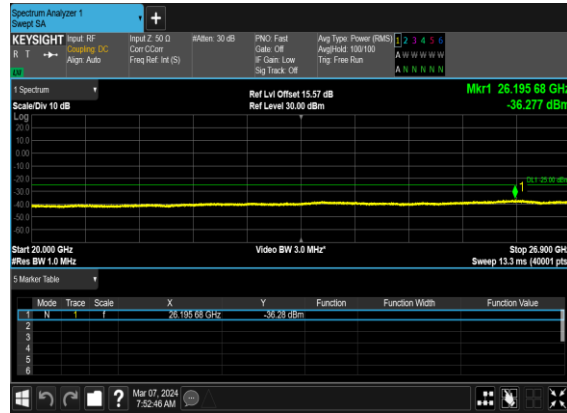 Spectrum Analyzer 1
Swept SA
+
KEYSIGHT Input: RF Input Z: 50 Ω #Atten: 30 dB PNO: Fast Avg Type: Power (RMS) 1 2 3 4 5 6
R T Coupling: DC Corr CCorr Gate: Off Avg|Hold: 100/100 A W W W W W
Align: Auto Freq Ref: Int (S) IF Gain: Low Trig: Free Run
Sig Track: Off A N N N N N
1 Spectrum Ref Lvl Offset 15.57 dB Mkr1 26.195 68 GHz
Scale/Div 10 dB Ref Level 30.00 dBm -36.277 dBm
Log
20.0
10.0
0.00
-10.0
-20.0 DL1 -25.00 dBm
-30.0 1
-40.0
-50.0
-60.0
Start 20.000 GHz Video BW 3.0 MHz* Stop 26.900 GHz
#Res BW 1.0 MHz Sweep 13.3 ms (40001 pts
5 Marker Table
Mode Trace Scale X Y Function Function Width Function Value
1 N 1 f 26.195 68 GHz -36.28 dBm
2
3
4
5
6
? Mar 07, 2024
7:52:46 AM